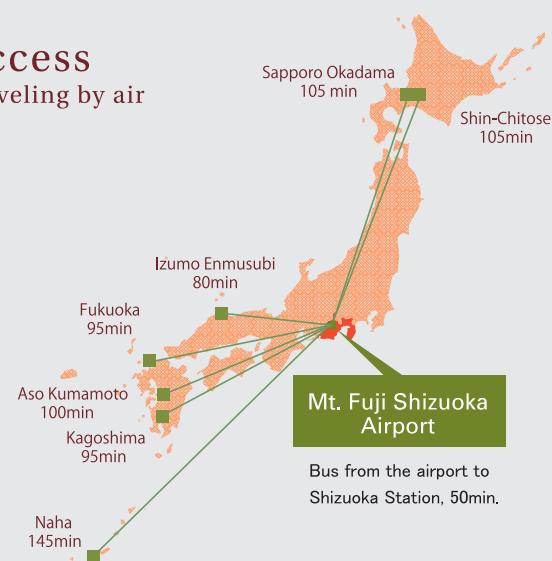 ccess
veling by air
Sapporo Okadama
105 min
Shin-Chitose
105min
Izumo Enmusubi
80min
Fukuoka
95min
Aso Kumamoto
100min
Kagoshima
95min
Mt. Fuji Shizuoka
Airport
Bus from the airport to
Shizuoka Station, 50min.
Naha
145min